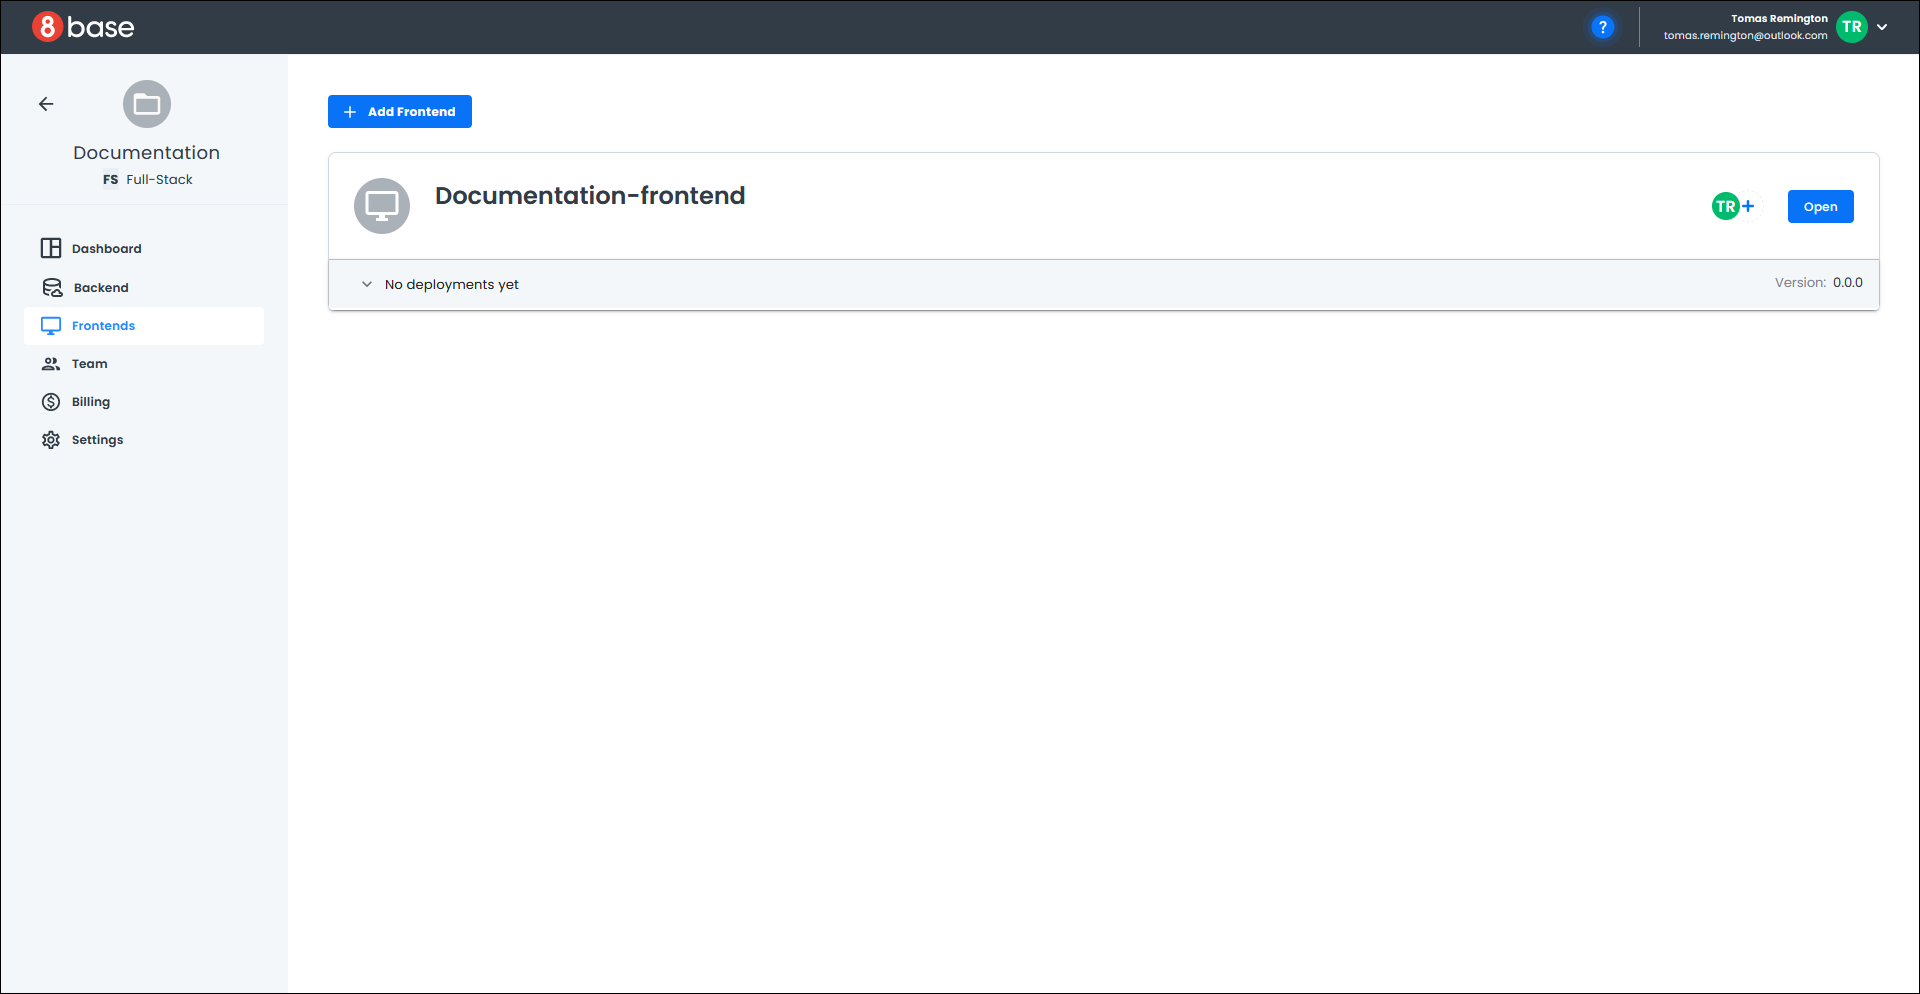 8base
?
Tomas Remington
tomas.remington@outlook.com
TR
Documentation
FS Full-Stack
Dashboard
Backend
Frontends
Team
Billing
Settings
+ Add Frontend
Documentation-frontend
TR +
Open
No deployments yet
Version: 0.0.0